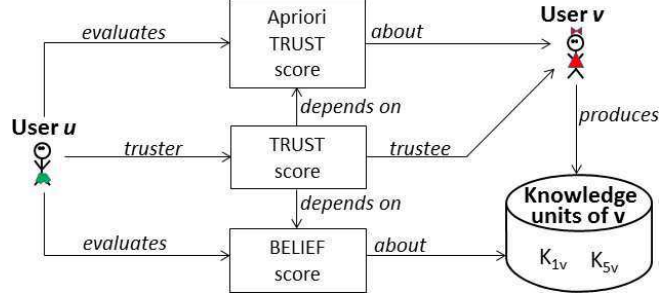 User v
Apriori
TRUST
score
evaluates
about
depends on
produces
User u
truster
TRUST
score
trustee
depends on
Knowledge
units of v
evaluates
BELIEF
score
about
K1v K5v